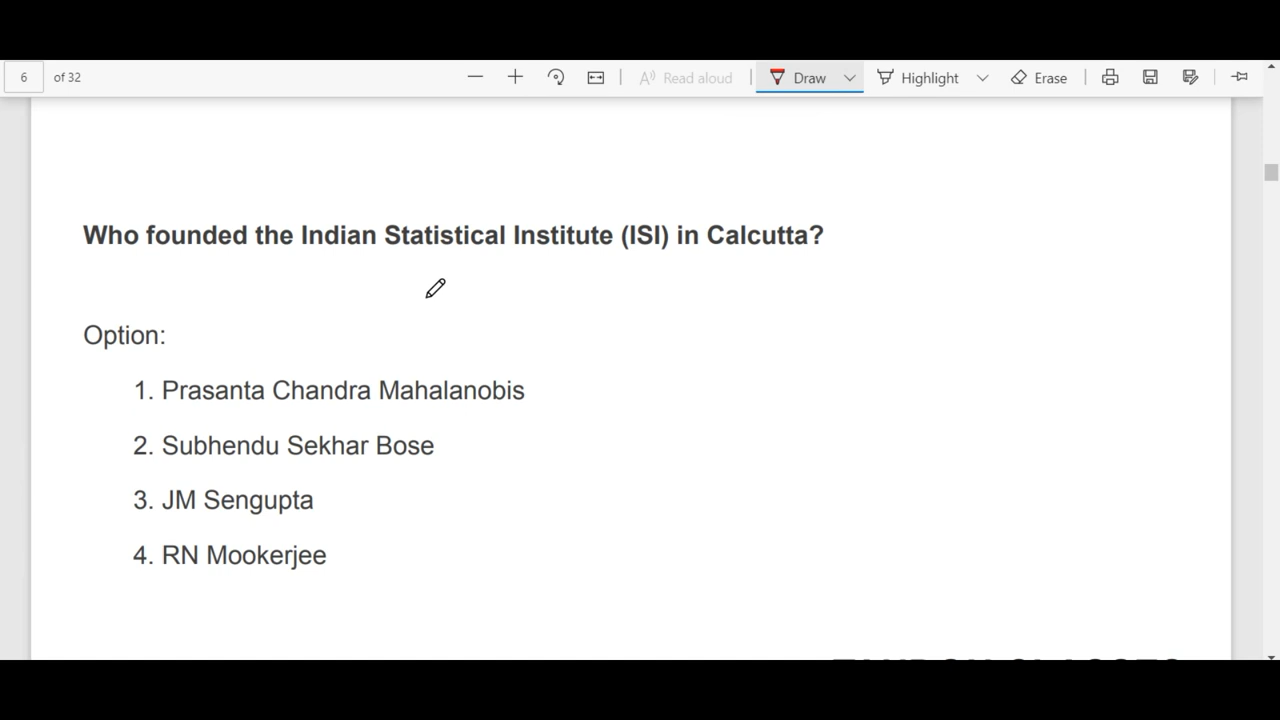 6 of 32 Read aloud Draw Highlight Erase
Who founded the Indian Statistical Institute (ISI) in Calcutta?
Option:
1. Prasanta Chandra Mahalanobis
2. Subhendu Sekhar Bose
3. JM Sengupta
4. RN Mookerjee